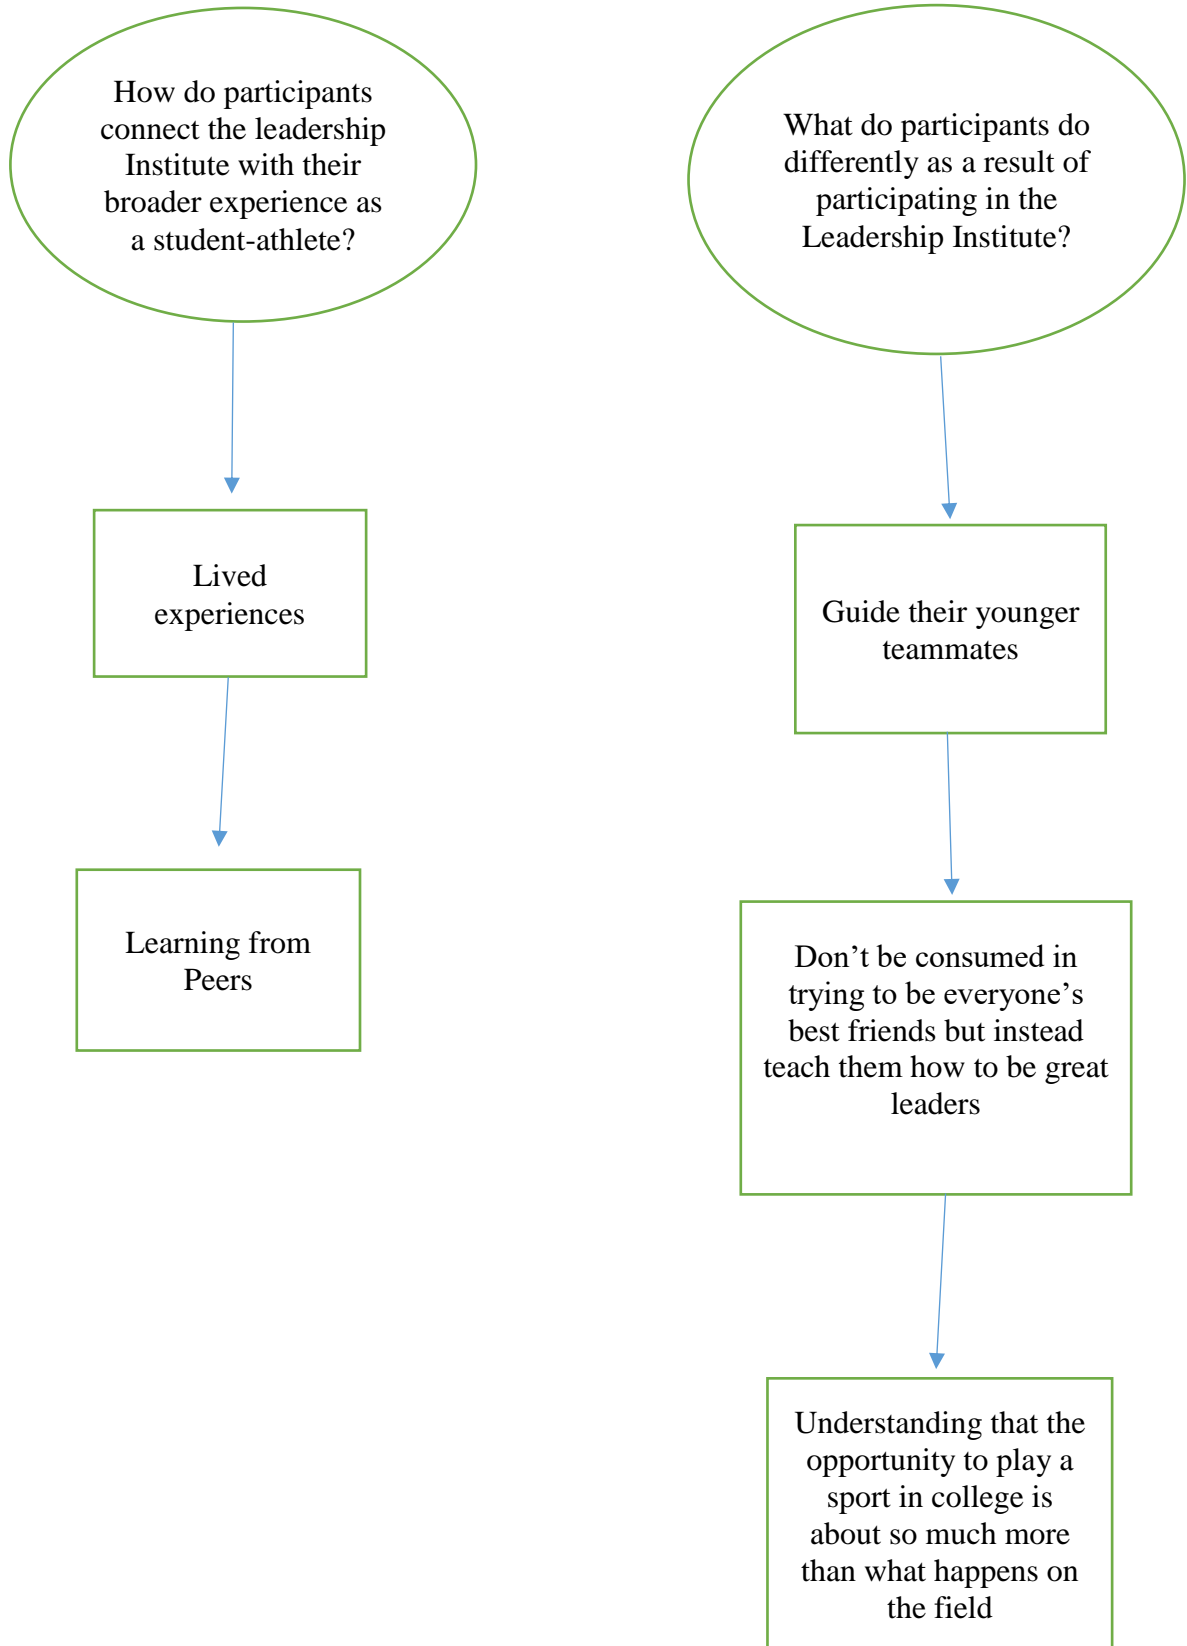 How do participants
connect the leadership
Institute with their
broader experience as
a student-athlete?
Lived
experiences
Learning from
Peers
What do participants do
differently as a result of
participating in the
Leadership Institute?
Guide their younger
teammates
Don’t be consumed in
trying to be everyone’s
best friends but instead
teach them how to be great
leaders
Understanding that the
opportunity to play a
sport in college is
about so much more
than what happens on
the field